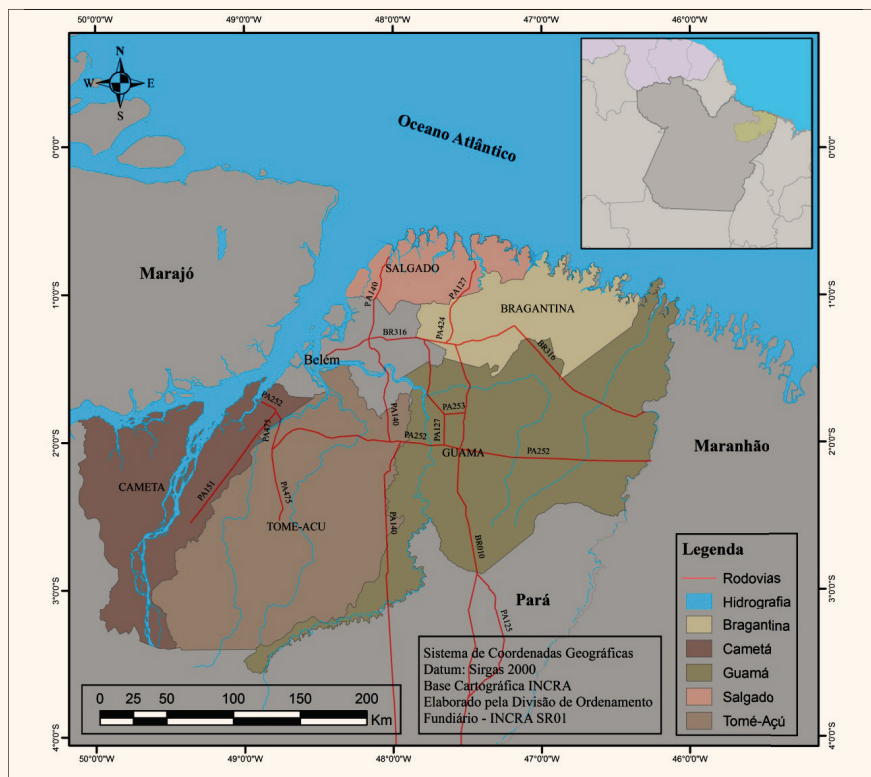 50°0'0"W
49°0'0"W
48°0'0"W
47°0'0"W
46°0'0"W
N
W
E
S
Oceano Atlântico
0°0'0"
0°0'0"
Marajó
SALGADO
PA140
PA127
1°0'0"S
1°0'0"S
BRAGANTINA
PA424
BR316
BR316
Belém
PA252
PA253
PA140
PA127
PA475
PA252
GUAMA
PA252
2°0'0"S
2°0'0"S
Maranhão
CAMETA
PA151
PA475
TOME-ACU
PA140
BR010
3°0'0"S
3°0'0"S
Pará
PA125
Legenda
Rodovias
Hidrografia
Bragantina
Cametá
Guamá
Salgado
Tomé-Açú
Sistema de Coordenadas Geográficas
Datum: Sirgas 2000
Base Cartográfica INCRA
Elaborado pela Divisão de Ordenamento
Fundiário - INCRA SR01
0 25 50 100 150 200
Km
4°0'0"S
4°0'0"S
50°0'0"W
49°0'0"W
48°0'0"W
47°0'0"W
46°0'0"W